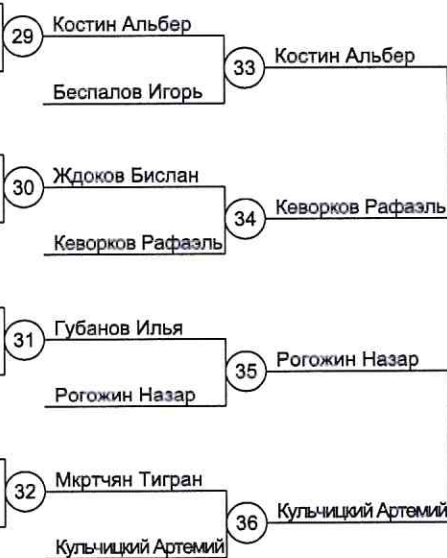 29 Костин Альбер
33 Костин Альбер
Беспалов Игорь
30 Ждоков Бислан
34 Кеворков Рафаэль
Кеворков Рафаэль
31 Губанов Илья
35 Рогожин Назар
Рогожин Назар
32 Мкртчян Тигран
36 Кульчицкий Артемий
Кульчицкий Артемий